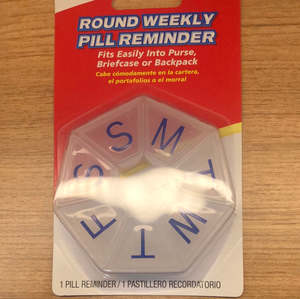 ROUND WEEKLY
PILL REMINDER
Fits Easily Into Purse,
Briefcase or Backpack
Cabe cómodamente en la cartera,
el portafolios o el morral
S
M
T
W
T
F
S
1 PILL REMINDER / 1 PASTILLERO RECORDATORIO